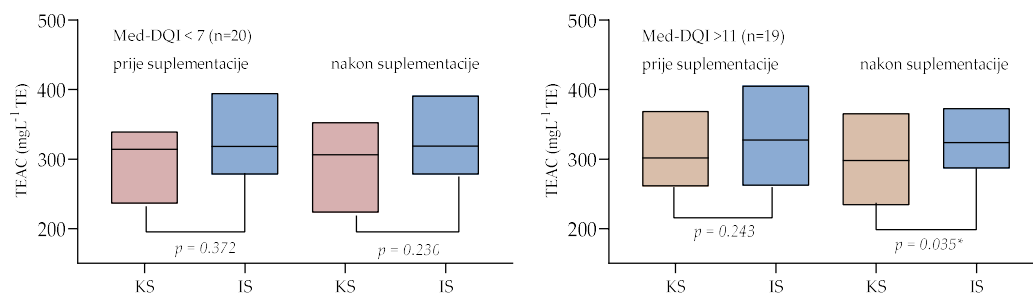 500
400
300
200
TEAC (mgL⁻¹ TE)
Med-DQI < 7 (n=20)
prije suplementacije nakon suplementacije
p = 0.372
p = 0.236
KS IS KS IS
500
400
300
200
TEAC (mgL⁻¹ TE)
Med-DQI >11 (n=19)
prije suplementacije nakon suplementacije
p = 0.243
p = 0.035*
KS IS KS IS